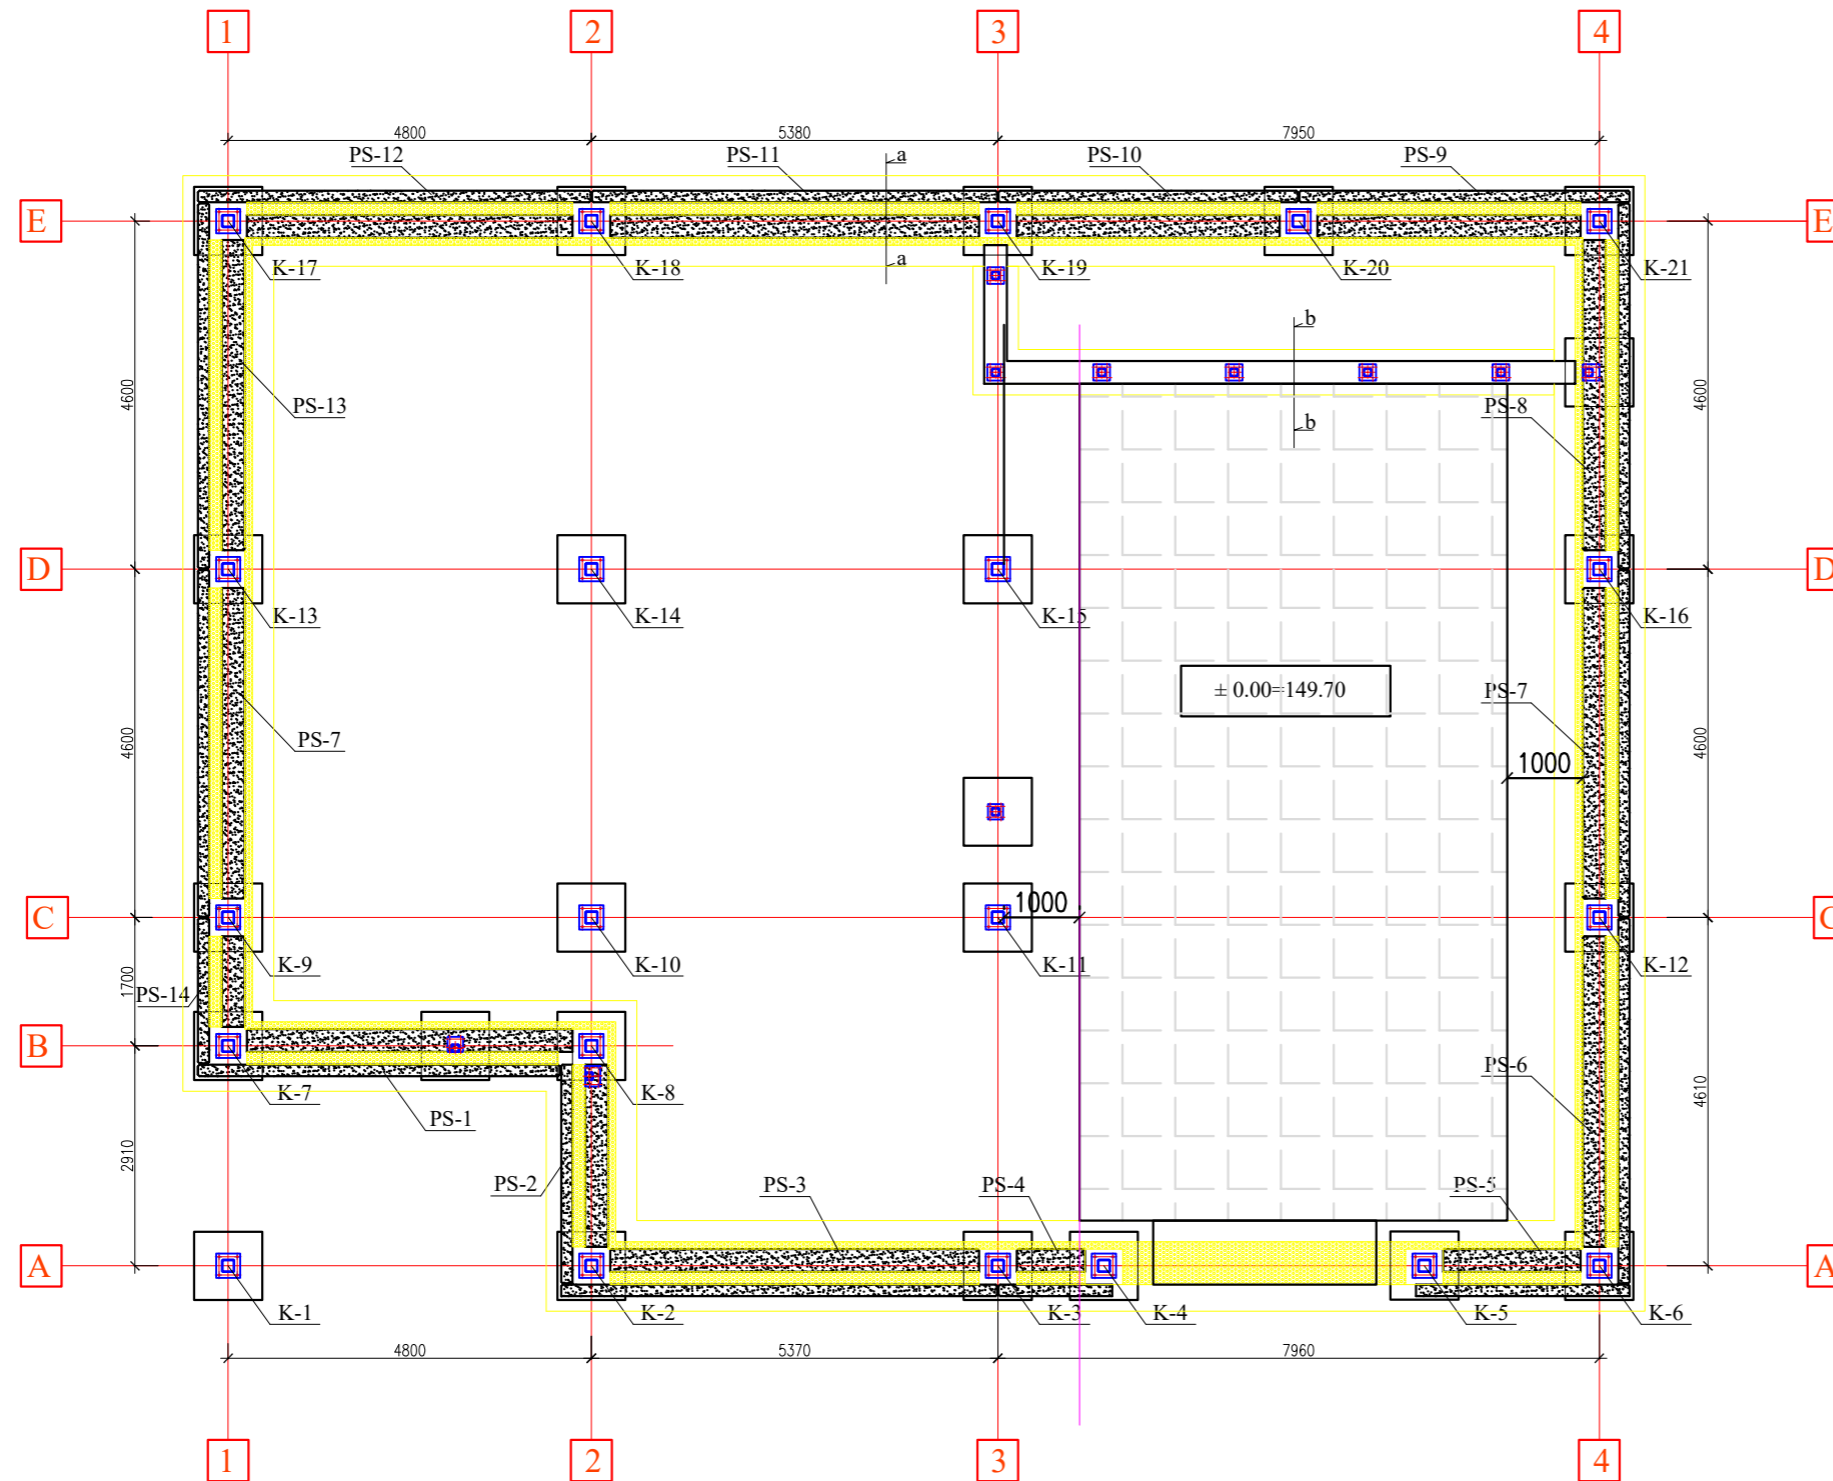 1 2 3 4
4800 5380 7950
PS-12 PS-11 a PS-10 PS-9
E E
K-17 K-18 a K-19 K-20 K-21
b
4600 4600
PS-13 PS-8
b
D D
K-13 K-14 K-15 K-16
± 0.00=149.70
PS-7
4600 4600
PS-7
1000
C 1000 C
K-9 K-10 K-11 K-12
1700
PS-14
B
K-7 K-8 PS-6
PS-1
4610
2910
PS-2 PS-3 PS-4 PS-5
A A
K-1 K-2 K-3 K-4 K-5 K-6
4800 5370 7960
1 2 3 4